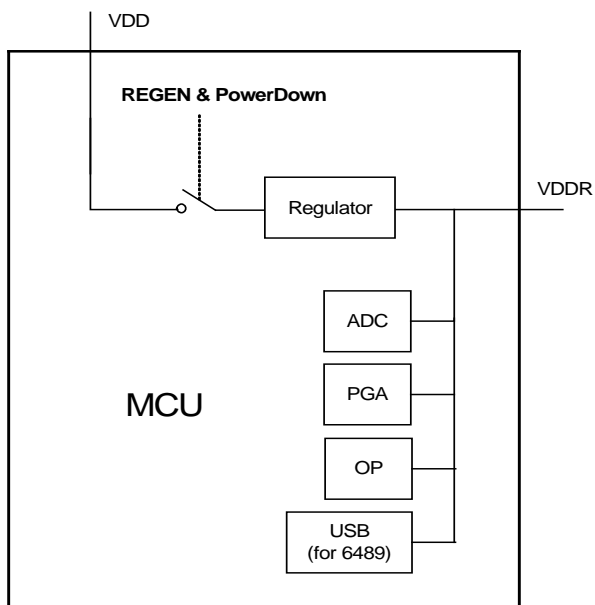 VDD
REGEN & PowerDown
Regulator
VDDR
ADC
PGA
MCU
OP
USB
(for 6489)